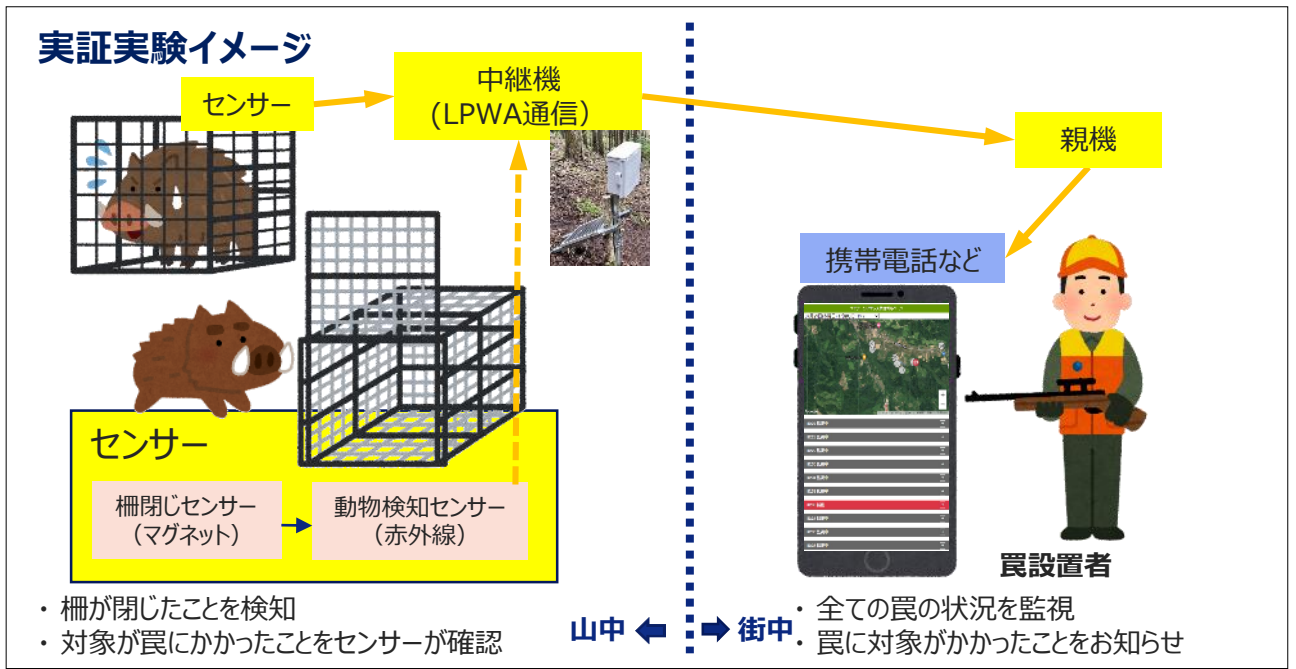 実証実験イメージ
センサー
中継機
(LPWA通信)
親機
携帯電話など
センサー
柵閉じセンサー
(マグネット)
動物検知センサー
(赤外線)
罠設置者
・ 柵が閉じたことを検知
・ 対象が罠にかかったことをセンサーが確認
山中
街中
・ 全ての罠の状況を監視
・ 罠に対象がかかったことをお知らせ